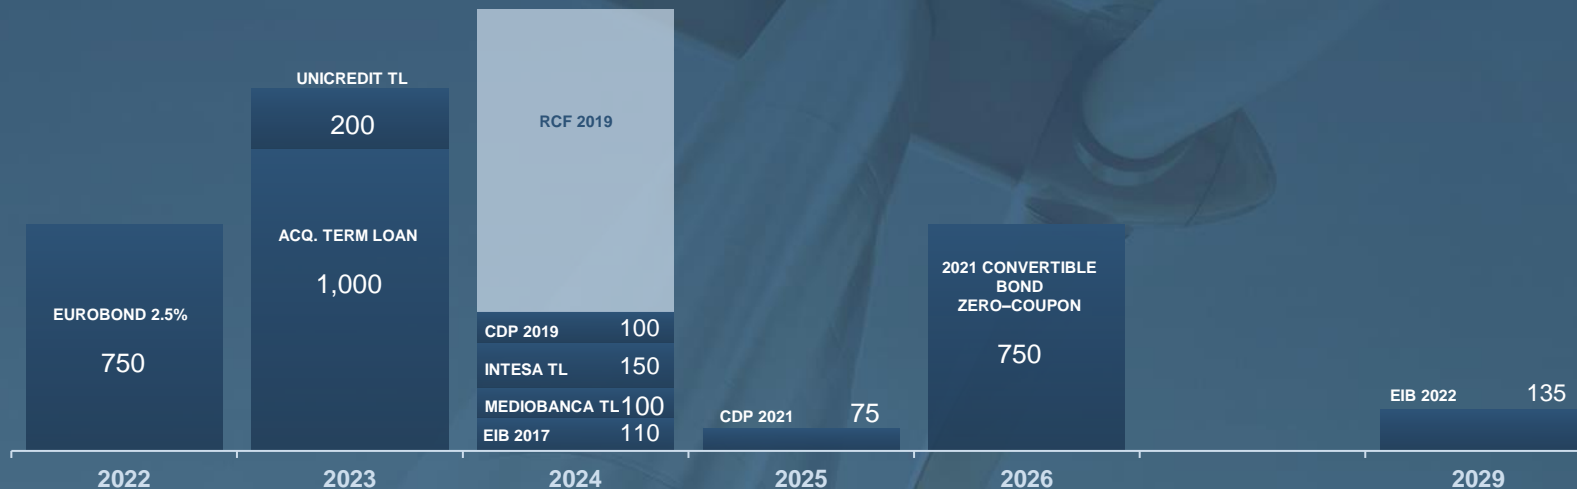 UNICREDIT TL
200
RCF 2019
ACQ. TERM LOAN
1,000
2021 CONVERTIBLE
BOND
ZERO–COUPON
750
EUROBOND 2.5%
750
CDP 2019 100
INTESA TL 150
MEDIOBANCA TL 100
EIB 2017 110
CDP 2021 75
EIB 2022 135
2022 2023 2024 2025 2026 2029